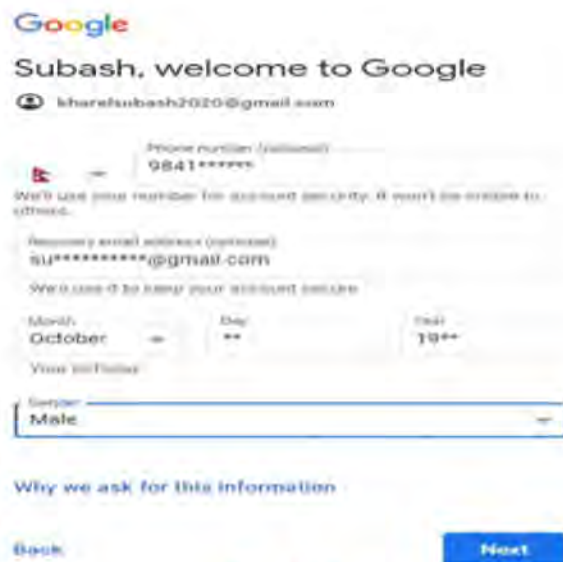 Google
Subash, welcome to Google
kharelsubash2020@gmail.com
Phone number (optional)
9841******
We'll use your number for account security. It won't be visible to
others.
Recovery email address (optional)
su**********@gmail.com
We'll use it to keep your account secure
Month
Day
Year
October
**
19**
Your birthday
Gender
Male
Why we ask for this information
Back
Next